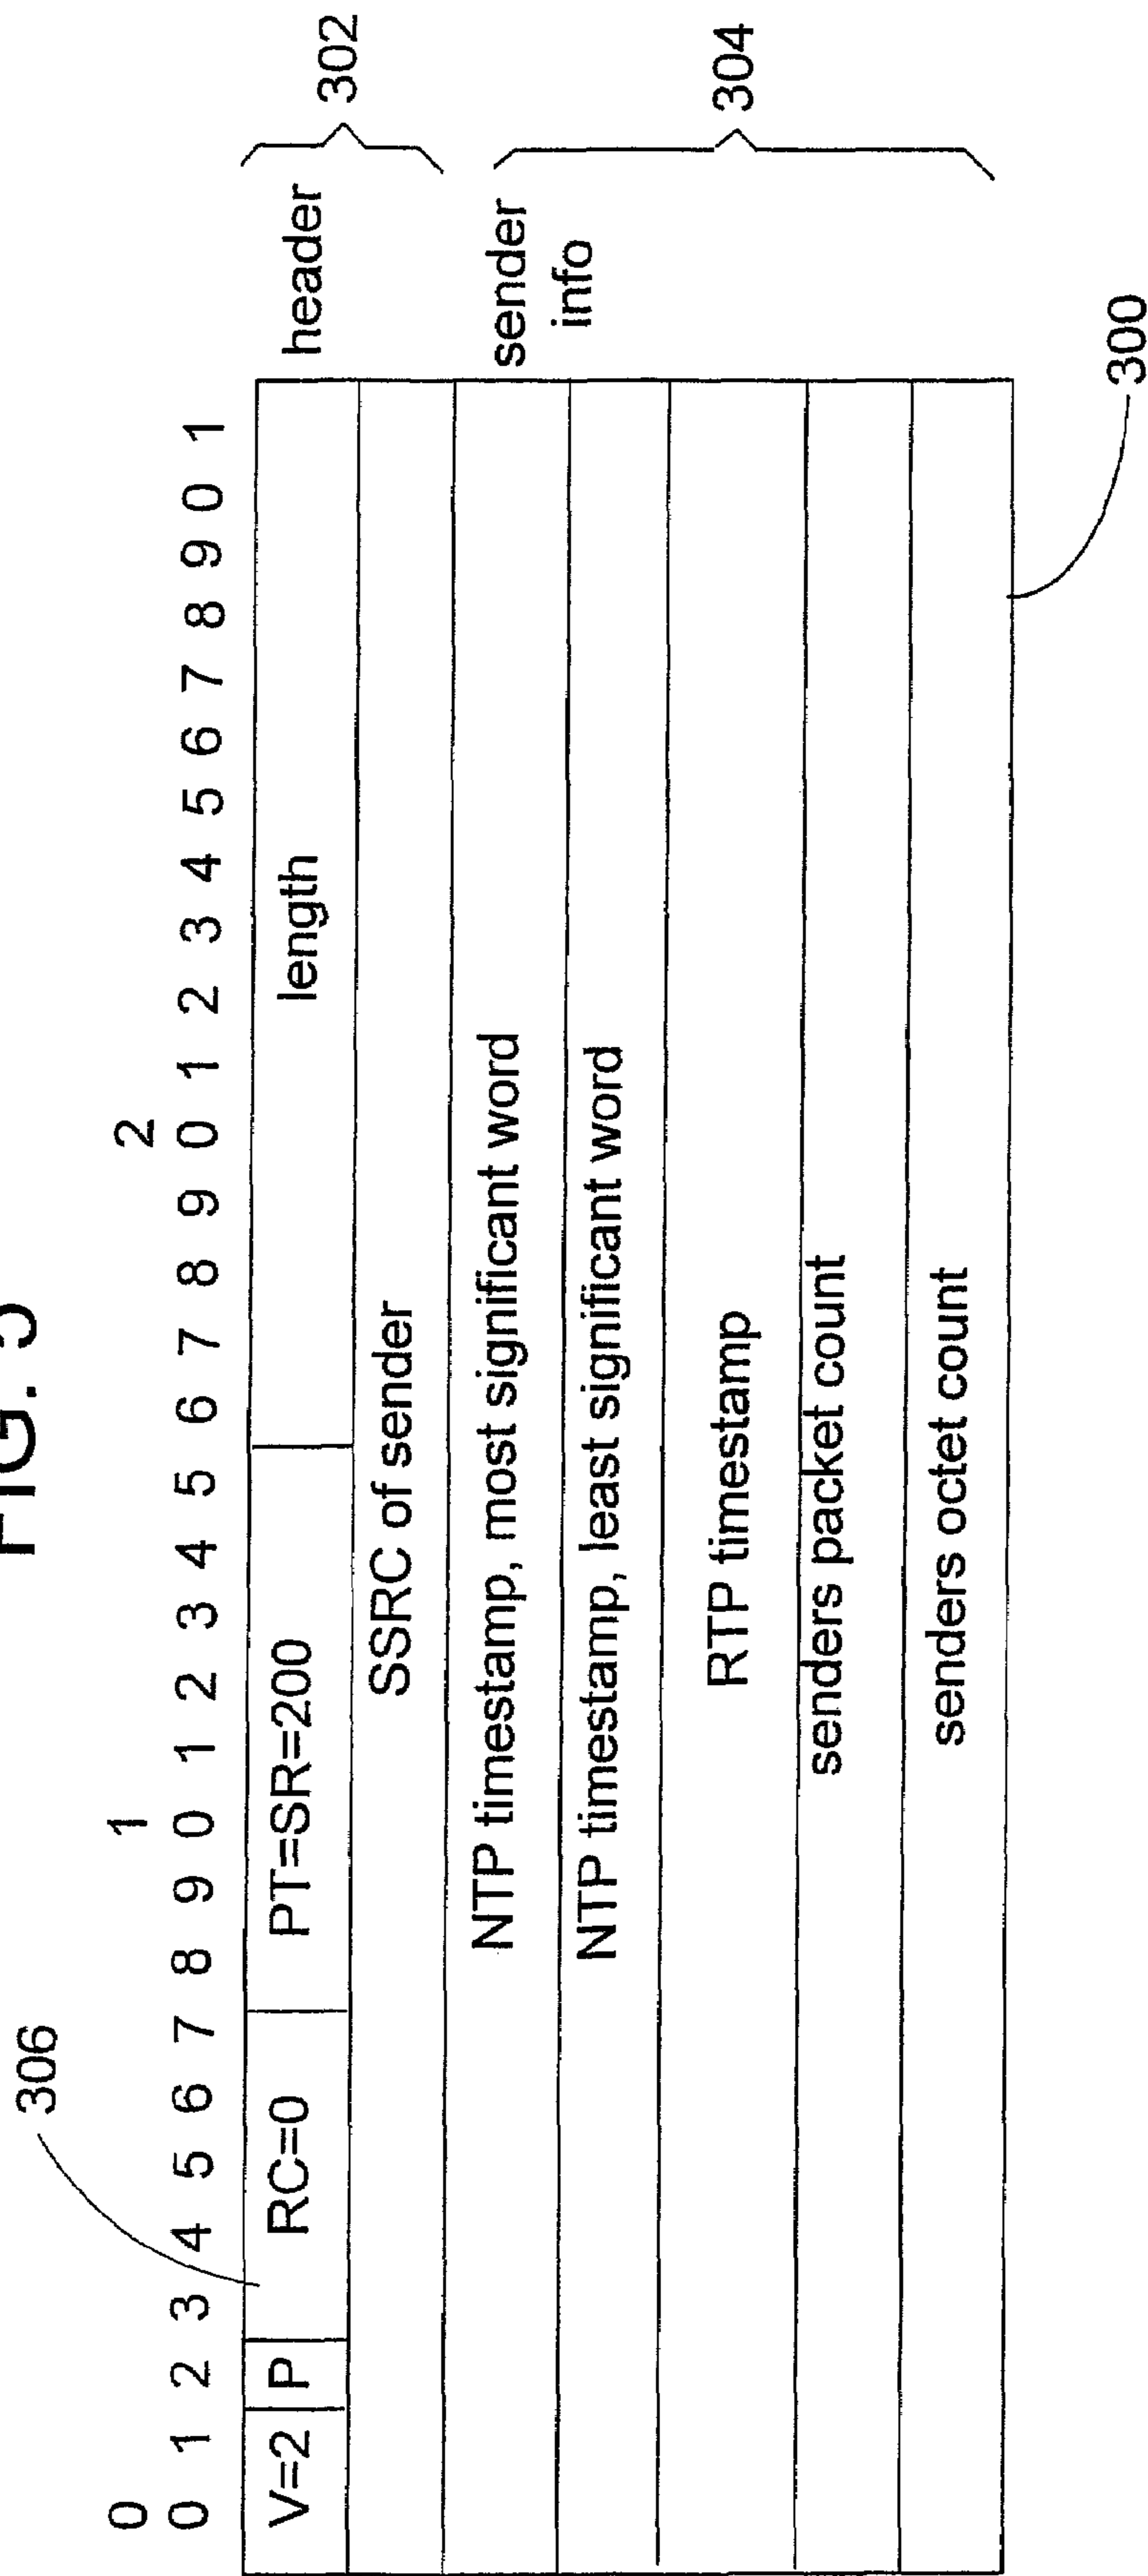 FIG.
306
0 1 2
0 1 2 3 4 5 6 7 8 9 0 1 2 3 4 5 6 7 8 9 0 1 2 3 4 5 6 7 8 9 0 1
V=2 P RC=0 PT=SR=200 length
header
302
SSRC of sender
NTP timestamp, most significant word
sender
info
NTP timestamp, least significant word
RTP timestamp
304
senders packet count
senders octet count
300